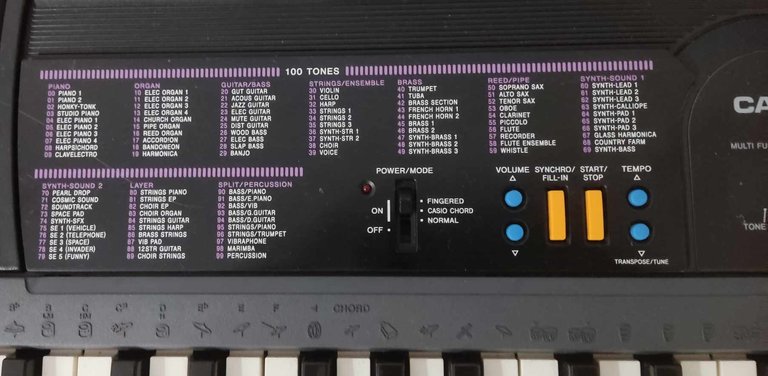 100 TONES
PIANO
00 PIANO 1
01 PIANO 2
02 HONKY-TONK
03 STUDIO PIANO
04 ELEC PIANO 1
05 ELEC PIANO 2
06 ELEC PIANO 3
07 ELEC PIANO 4
08 HARPSICHORD
09 CLAVELECTRO
ORGAN
10 ELEC ORGAN 1
11 ELEC ORGAN 2
12 ELEC ORGAN 3
13 ELEC ORGAN 4
14 CHURCH ORGAN
15 PIPE ORGAN
16 REED ORGAN
17 ACCORDION
18 BANDONEON
19 HARMONICA
GUITAR/BASS
20 GUT GUITAR
21 ACOUS GUITAR
22 JAZZ GUITAR
23 ELEC GUITAR
24 MUTE GUITAR
25 DIST GUITAR
26 WOOD BASS
27 ELEC BASS
28 SLAP BASS
29 BANJO
STRINGS/ENSEMBLE
30 VIOLIN
31 CELLO
32 HARP
33 STRINGS 1
34 STRINGS 2
35 STRINGS 3
36 SYNTH-STR 1
37 SYNTH-STR 2
38 CHOIR
39 VOICE
BRASS
40 TRUMPET
41 TUBA
42 BRASS SECTION
43 FRENCH HORN 1
44 FRENCH HORN 2
45 BRASS 1
46 BRASS 2
47 SYNTH-BRASS 1
48 SYNTH-BRASS 2
49 SYNTH-BRASS 3
REED/PIPE
50 SOPRANO SAX
51 ALTO SAX
52 TENOR SAX
53 OBOE
54 CLARINET
55 PICCOLO
56 FLUTE
57 RECORDER
58 FLUTE ENSEMBLE
59 WHISTLE
SYNTH-SOUND 1
60 SYNTH-LEAD 1
61 SYNTH-LEAD 2
62 SYNTH-LEAD 3
63 SYNTH-CALLIOPE
64 SYNTH-PAD 1
65 SYNTH-PAD 2
66 SYNTH-PAD 3
67 GLASS HARMONICA
68 COUNTRY FARM
69 SYNTH-BASS
SYNTH-SOUND 2
70 PEARL DROP
71 COSMIC SOUND
72 SOUNDTRACK
73 SPACE PAD
74 SYNTH-SFX
75 SE 1 (VEHICLE)
76 SE 2 (TELEPHONE)
77 SE 3 (SPACE)
78 SE 4 (INVADER)
79 SE 5 (FUNNY)
LAYER
80 STRINGS PIANO
81 STRINGS EP
82 CHOIR EP
83 CHOIR ORGAN
84 STRINGS GUITAR
85 STRINGS HARP
86 BRASS STRINGS
87 VIB PAD
88 12STR GUITAR
89 CHOIR STRINGS
SPLIT/PERCUSSION
90 BASS/PIANO
91 BASS/E.PIANO
92 BASS/VIB
93 BASS/G.GUITAR
94 BASS/D.GUITAR
95 STRINGS/PIANO
96 STRINGS/TRUMPET
97 VIBRAPHONE
98 MARIMBA
99 PERCUSSION
POWER/MODE
ON
OFF
FINGERED
CASIO CHORD
NORMAL
VOLUME
SYNCHRO/
FILL-IN
START/
STOP
TEMPO
TRANSPOSE/TUNE
CA
MULTI FU
TONE
CHORD